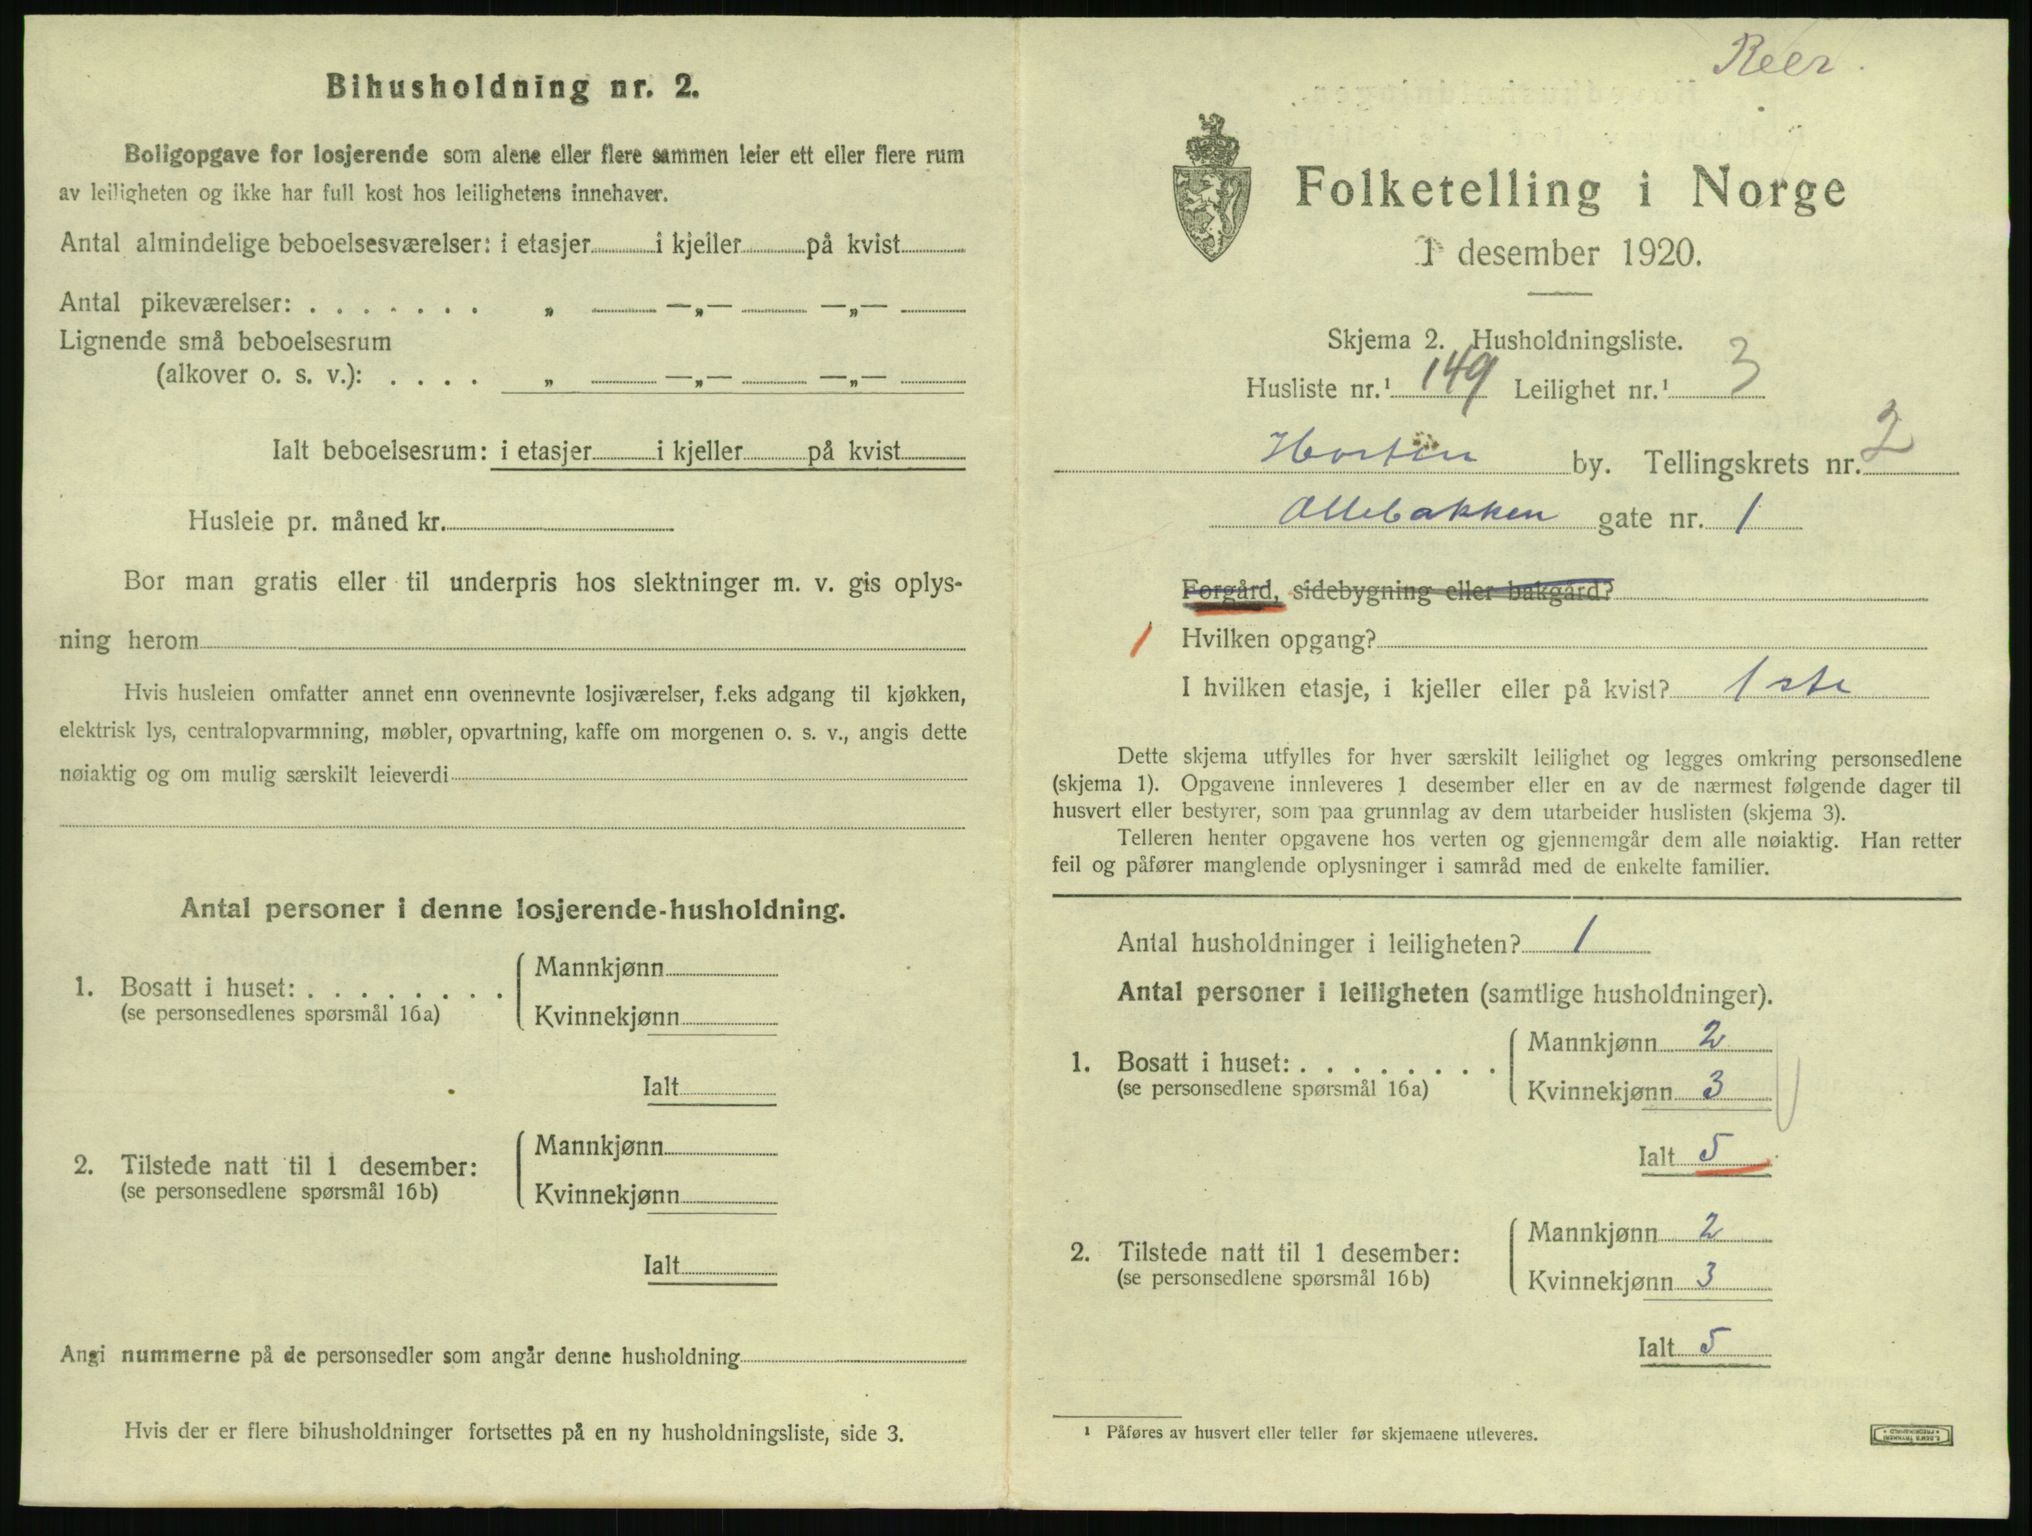 Bihusholdning nr. 2.
Boligopgave for losjerende som alene eller flere sammen leier ett eller flere rum
av leiligheten og ikke har full kost hos leilighetens innehaver.
Antal almindelige beboelsesværelser: i etasjer i kjeller på kvist
Antal pikeværelser: . . . . . . . „ —„— —„—
Lignende små beboelsesrum
(alkover o. s. v.): . . . . „ —„— —„—
Ialt beboelsesrum: i etasjer i kjeller på kvist
Husleie pr. måned kr.
Bor man gratis eller til underpris hos slektninger m. v. gis oplys-
ning herom
Hvis husleien omfatter annet enn ovennevnte losjiværelser, f.eks adgang til kjøkken,
elektrisk lys, centralopvarmning, møbler, opvartning, kaffe om morgenen o. s. v., angis dette
nøiaktig og om mulig særskilt leieverdi
Antal personer i denne losjerende-husholdning.
1. Bosatt i huset: . . . . . . . .
(se personsedlenes spørsmål 16a)
Mannkjønn
Kvinnekjønn
Ialt
2. Tilstede natt til 1 desember:
(se personsedlene spørsmål 16b)
Mannkjønn
Kvinnekjønn
Ialt
Angi nummerne på de personsedler som angår denne husholdning
Hvis der er flere bihusholdninger fortsettes på en ny husholdningsliste, side 3.
Reer.
Folketelling i Norge
1 desember 1920.
Skjema 2. Husholdningsliste.
Husliste nr.¹ 149 Leilighet nr.¹ 3
Horten by. Tellingskrets nr. 2
Ollebakken gate nr. 1
Forgård, sidebygning eller bakgård?
1 Hvilken opgang?
I hvilken etasje, i kjeller eller på kvist? 1ste
Dette skjema utfylles for hver særskilt leilighet og legges omkring personsedlene
(skjema 1). Opgavene innleveres 1 desember eller en av de nærmest følgende dager til
husvert eller bestyrer, som paa grunnlag av dem utarbeider huslisten (skjema 3).
Telleren henter opgavene hos verten og gjennemgår dem alle nøiaktig. Han retter
feil og påfører manglende oplysninger i samråd med de enkelte familier.
Antal husholdninger i leiligheten? 1
Antal personer i leiligheten (samtlige husholdninger).
1. Bosatt i huset: . . . . . . . .
(se personsedlene spørsmål 16a)
Mannkjønn 2
Kvinnekjønn 3
Ialt 5
2. Tilstede natt til 1 desember:
(se personsedlene spørsmål 16b)
Mannkjønn 2
Kvinnekjønn 3
Ialt 5
¹ Påføres av husvert eller teller før skjemaene utleveres.